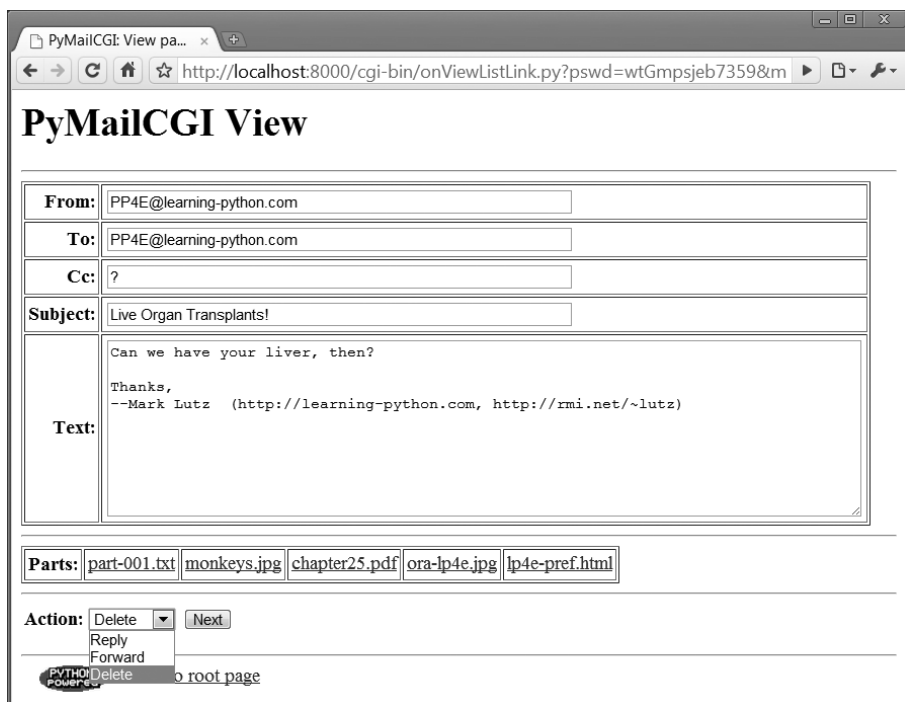 PyMailCGI: View pa...
http://localhost:8000/cgi-bin/onViewListLink.py?pswd=wtGmpsjeb7359&m
PyMailCGI View
From: PP4E@learning-python.com
To: PP4E@learning-python.com
Cc: ?
Subject: Live Organ Transplants!
Text: Can we have your liver, then?
Thanks,
--Mark Lutz  (http://learning-python.com, http://rmi.net/~lutz)
Parts: part-001.txt monkeys.jpg chapter25.pdf ora-lp4e.jpg lp4e-pref.html
Action: Delete Next
Reply
Forward
Delete
root page